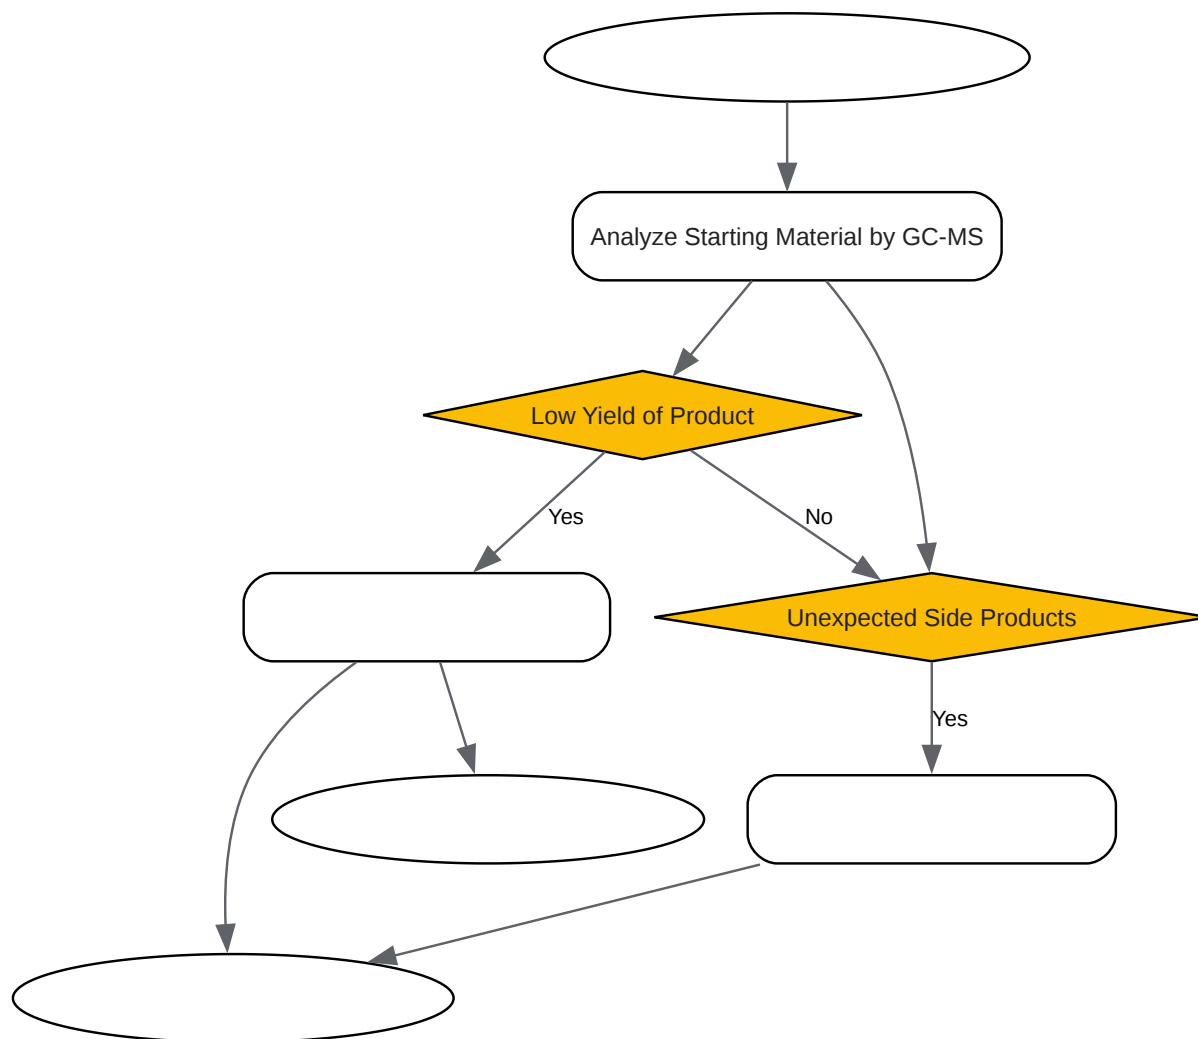 Analyze Starting Material by GC-MS
Low Yield of Product
Yes
No
Unexpected Side Products
Yes